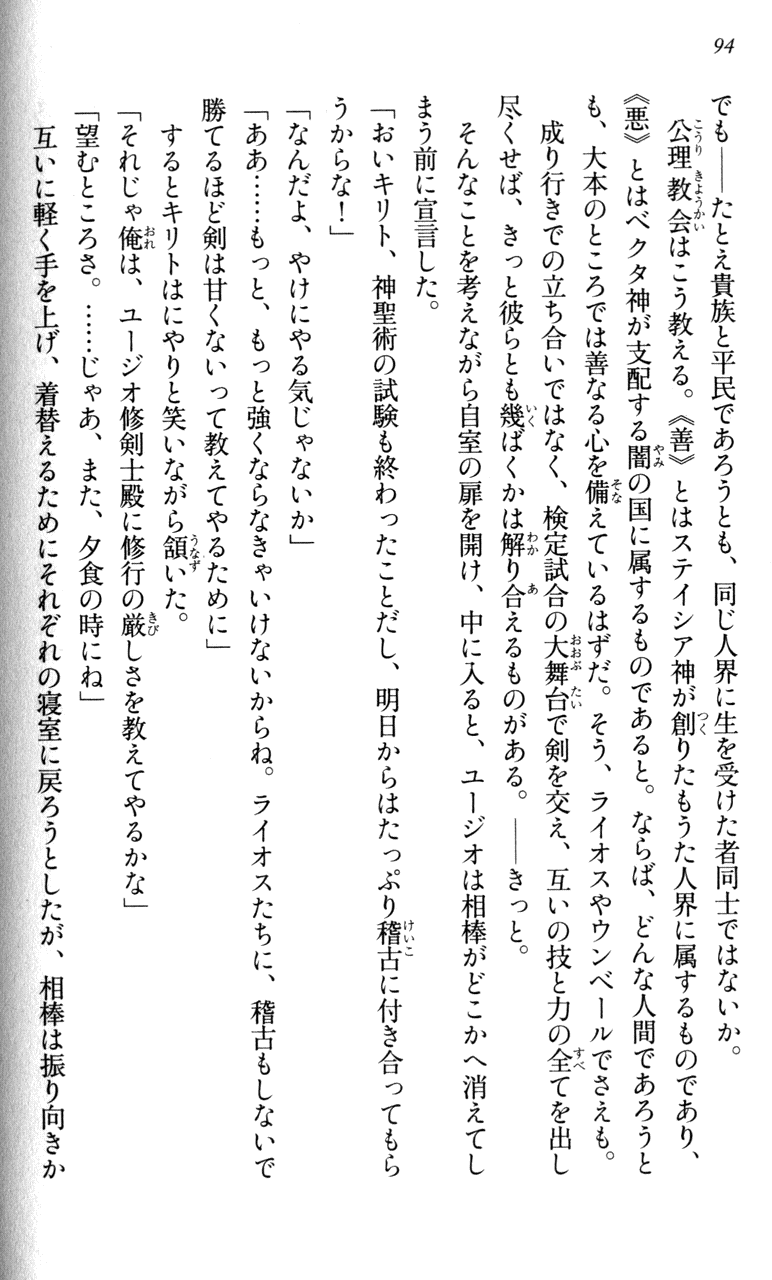 94
でも――たとえ貴族と平民であろうとも、同じ人界に生を受けた者同士ではないか。
公理教会はこう教える。《善》とはステイシア神が創りたもうた人界に属するものであり、
《悪》とはベクタ神が支配する闇の国に属するものであると。ならば、どんな人間であろうと
も、大本のところでは善なる心を備えているはずだ。そう、ライオスやウンベールでさえも。
成り行きでの立ち合いではなく、検定試合の大舞台で剣を交え、互いの技と力の全てを出し
尽くせば、きっと彼らとも幾ばくかは解り合えるものがある。――きっと。
そんなことを考えながら自室の扉を開け、中に入ると、ユージオは相棒がどこかへ消えてし
まう前に宣言した。
「おいキリト、神聖術の試験も終わったことだし、明日からはたっぷり稽古に付き合ってもら
うからな！」
「なんだよ、やけにやる気じゃないか」
「ああ……もっと、もっと強くならなきゃいけないからね。ライオスたちに、稽古もしないで
勝てるほど剣は甘くないって教えてやるために」
するとキリトはにやりと笑いながら頷いた。
「それじゃ俺は、ユージオ修剣士殿に修行の厳しさを教えてやるかな」
「望むところさ。……じゃあ、また、夕食の時にね」
互いに軽く手を上げ、着替えるためにそれぞれの寝室に戻ろうとしたが、相棒は振り向きか